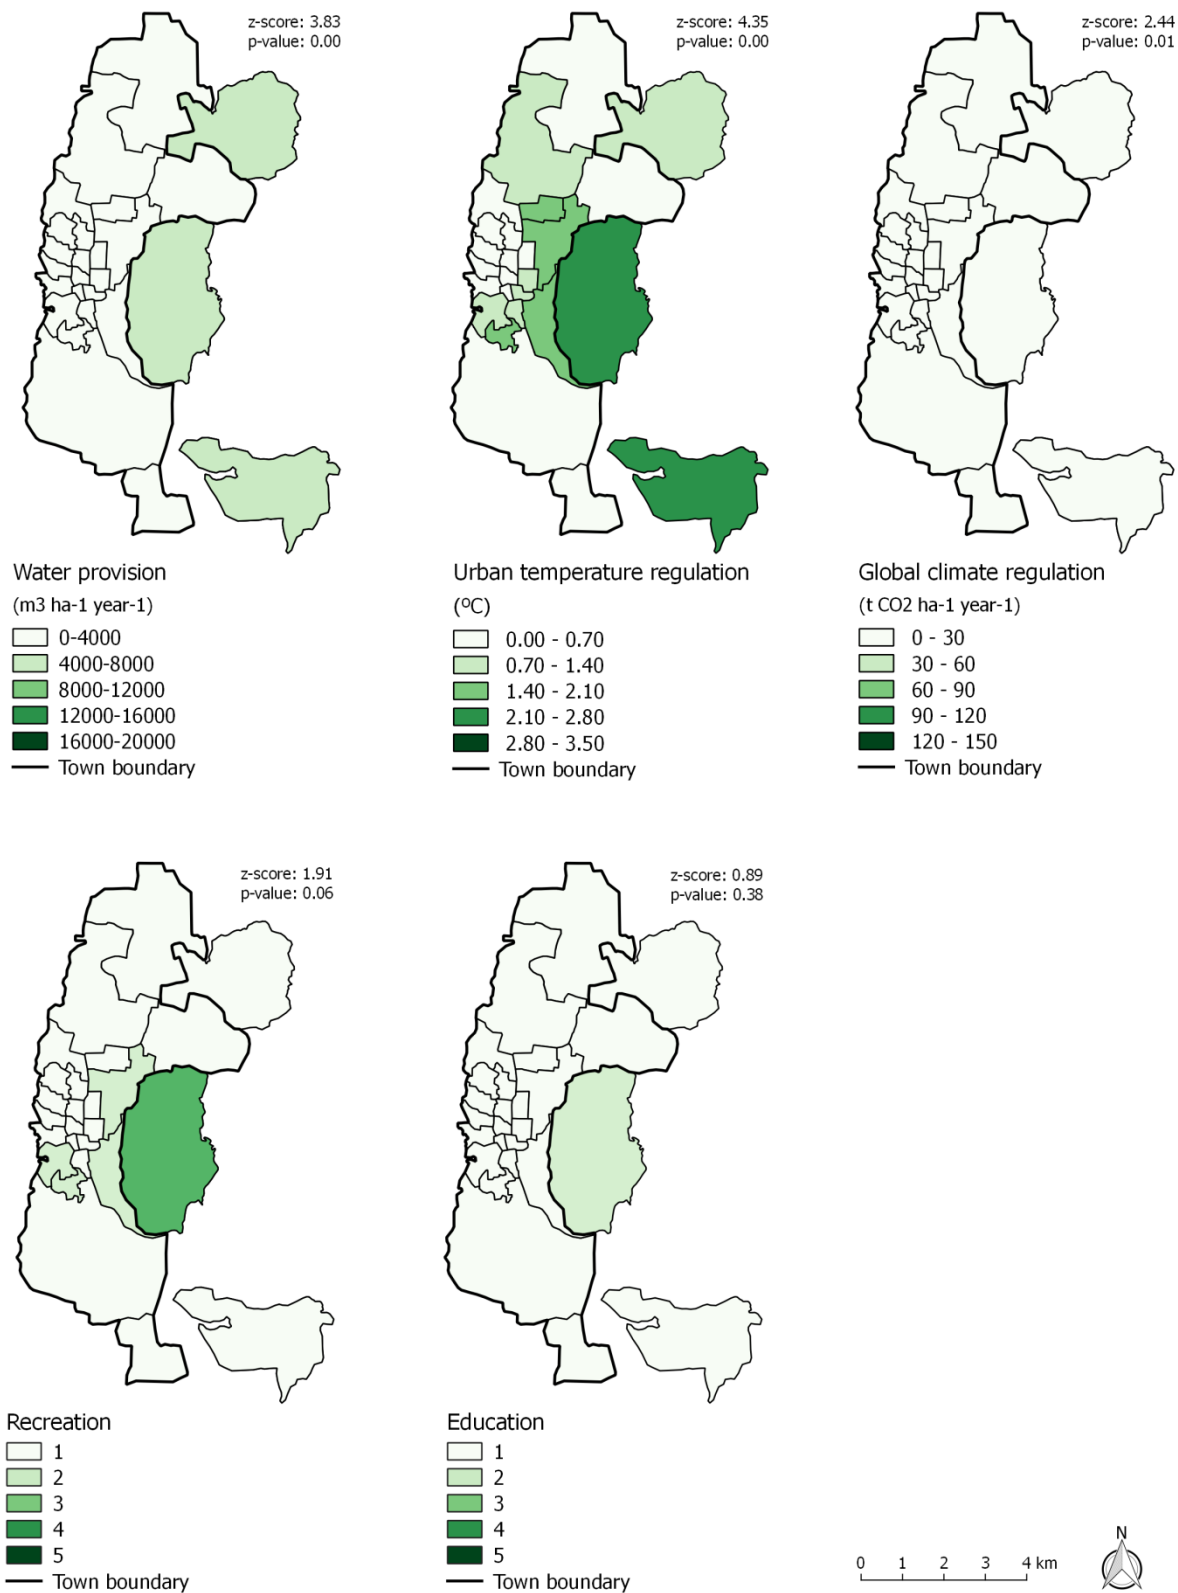 z-score: 3.83
p-value: 0.00
z-score: 4.35
p-value: 0.00
z-score: 2.44
p-value: 0.01
Water provision
(m3 ha-1 year-1)
0-4000
4000-8000
8000-12000
12000-16000
16000-20000
Town boundary
Urban temperature regulation
(ºC)
0.00 - 0.70
0.70 - 1.40
1.40 - 2.10
2.10 - 2.80
2.80 - 3.50
Town boundary
Global climate regulation
(t CO2 ha-1 year-1)
0 - 30
30 - 60
60 - 90
90 - 120
120 - 150
Town boundary
z-score: 1.91
p-value: 0.06
z-score: 0.89
p-value: 0.38
Recreation
1
2
3
4
5
Town boundary
Education
1
2
3
4
5
Town boundary
0 1 2 3 4 km
N